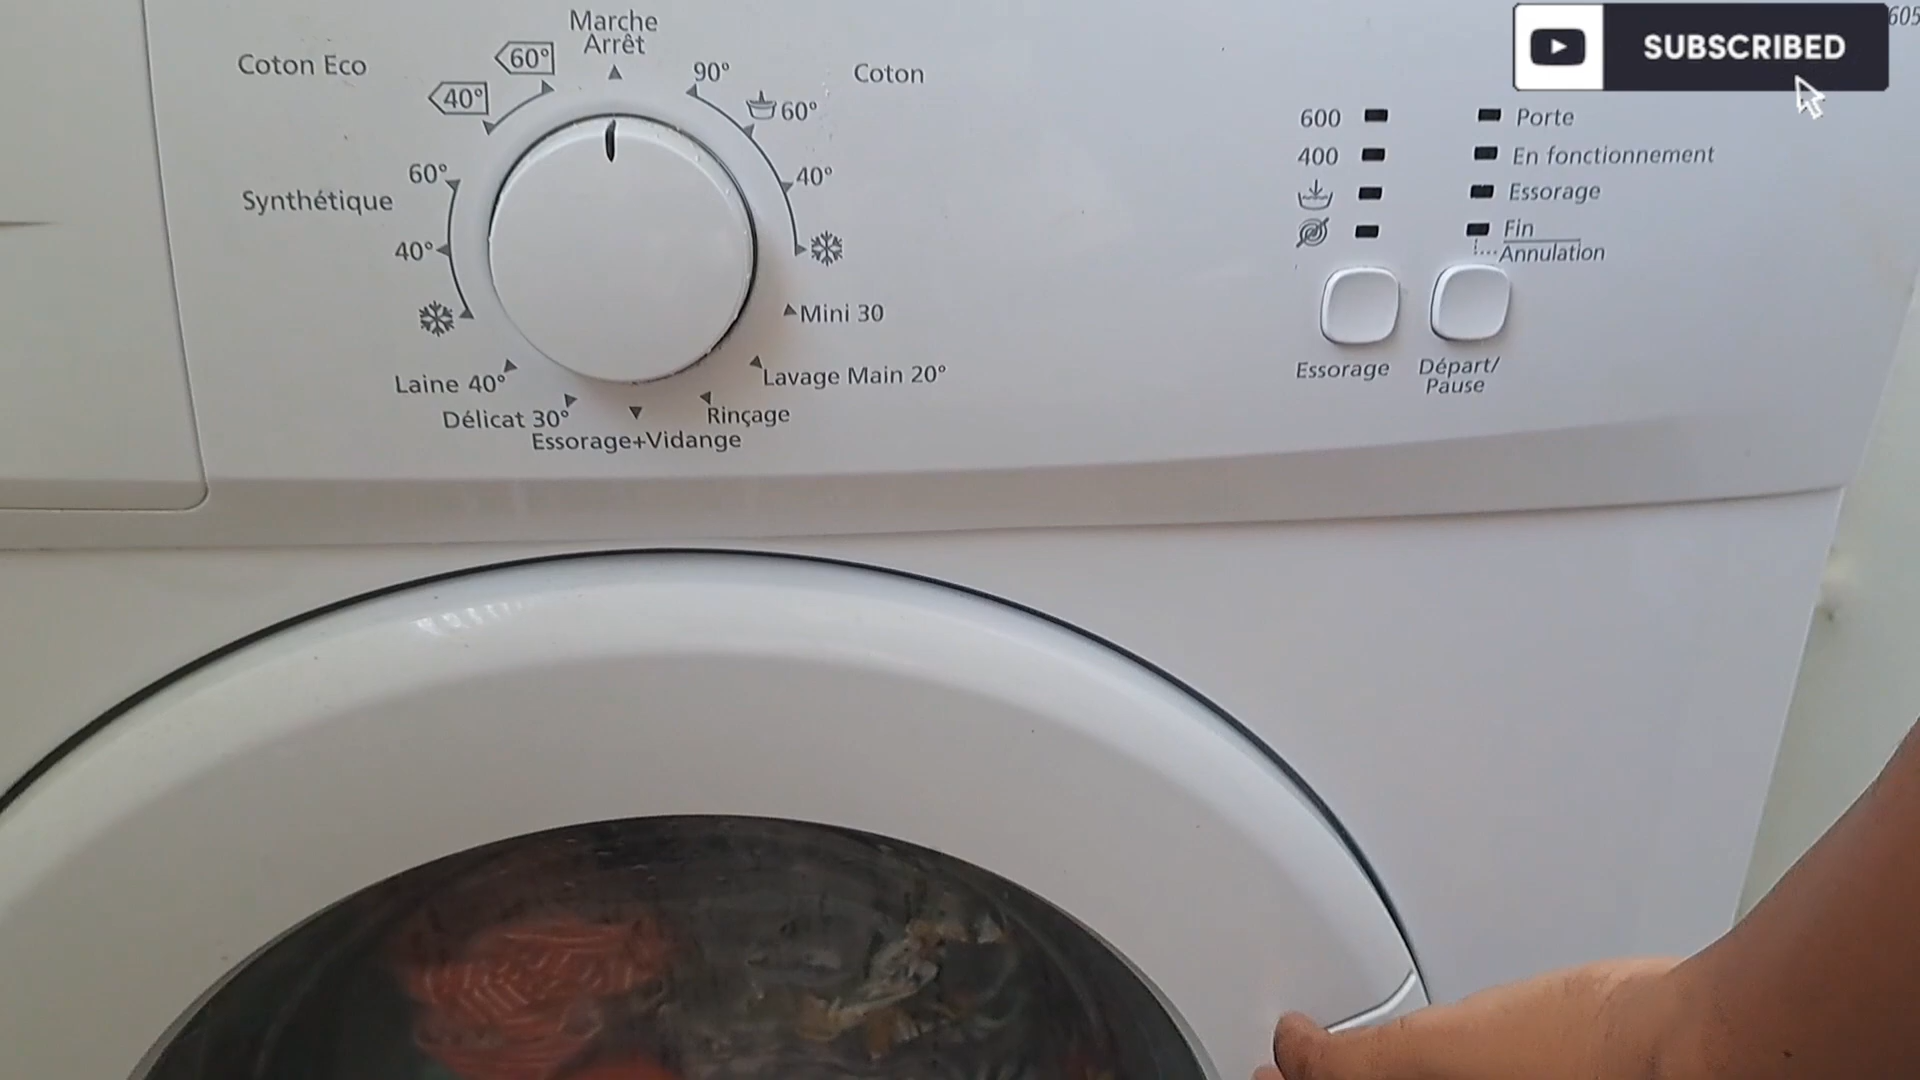 Marche
Arrêt
Coton Eco
60°
40°
90°
60°
40°
Coton
Synthétique
60°
40°
Mini 30
Lavage Main 20°
Rinçage
Essorage+Vidange
Délicat 30°
Laine 40°
600
400
Porte
En fonctionnement
Essorage
Fin
Annulation
Essorage
Départ/
Pause
SUBSCRIBED
605